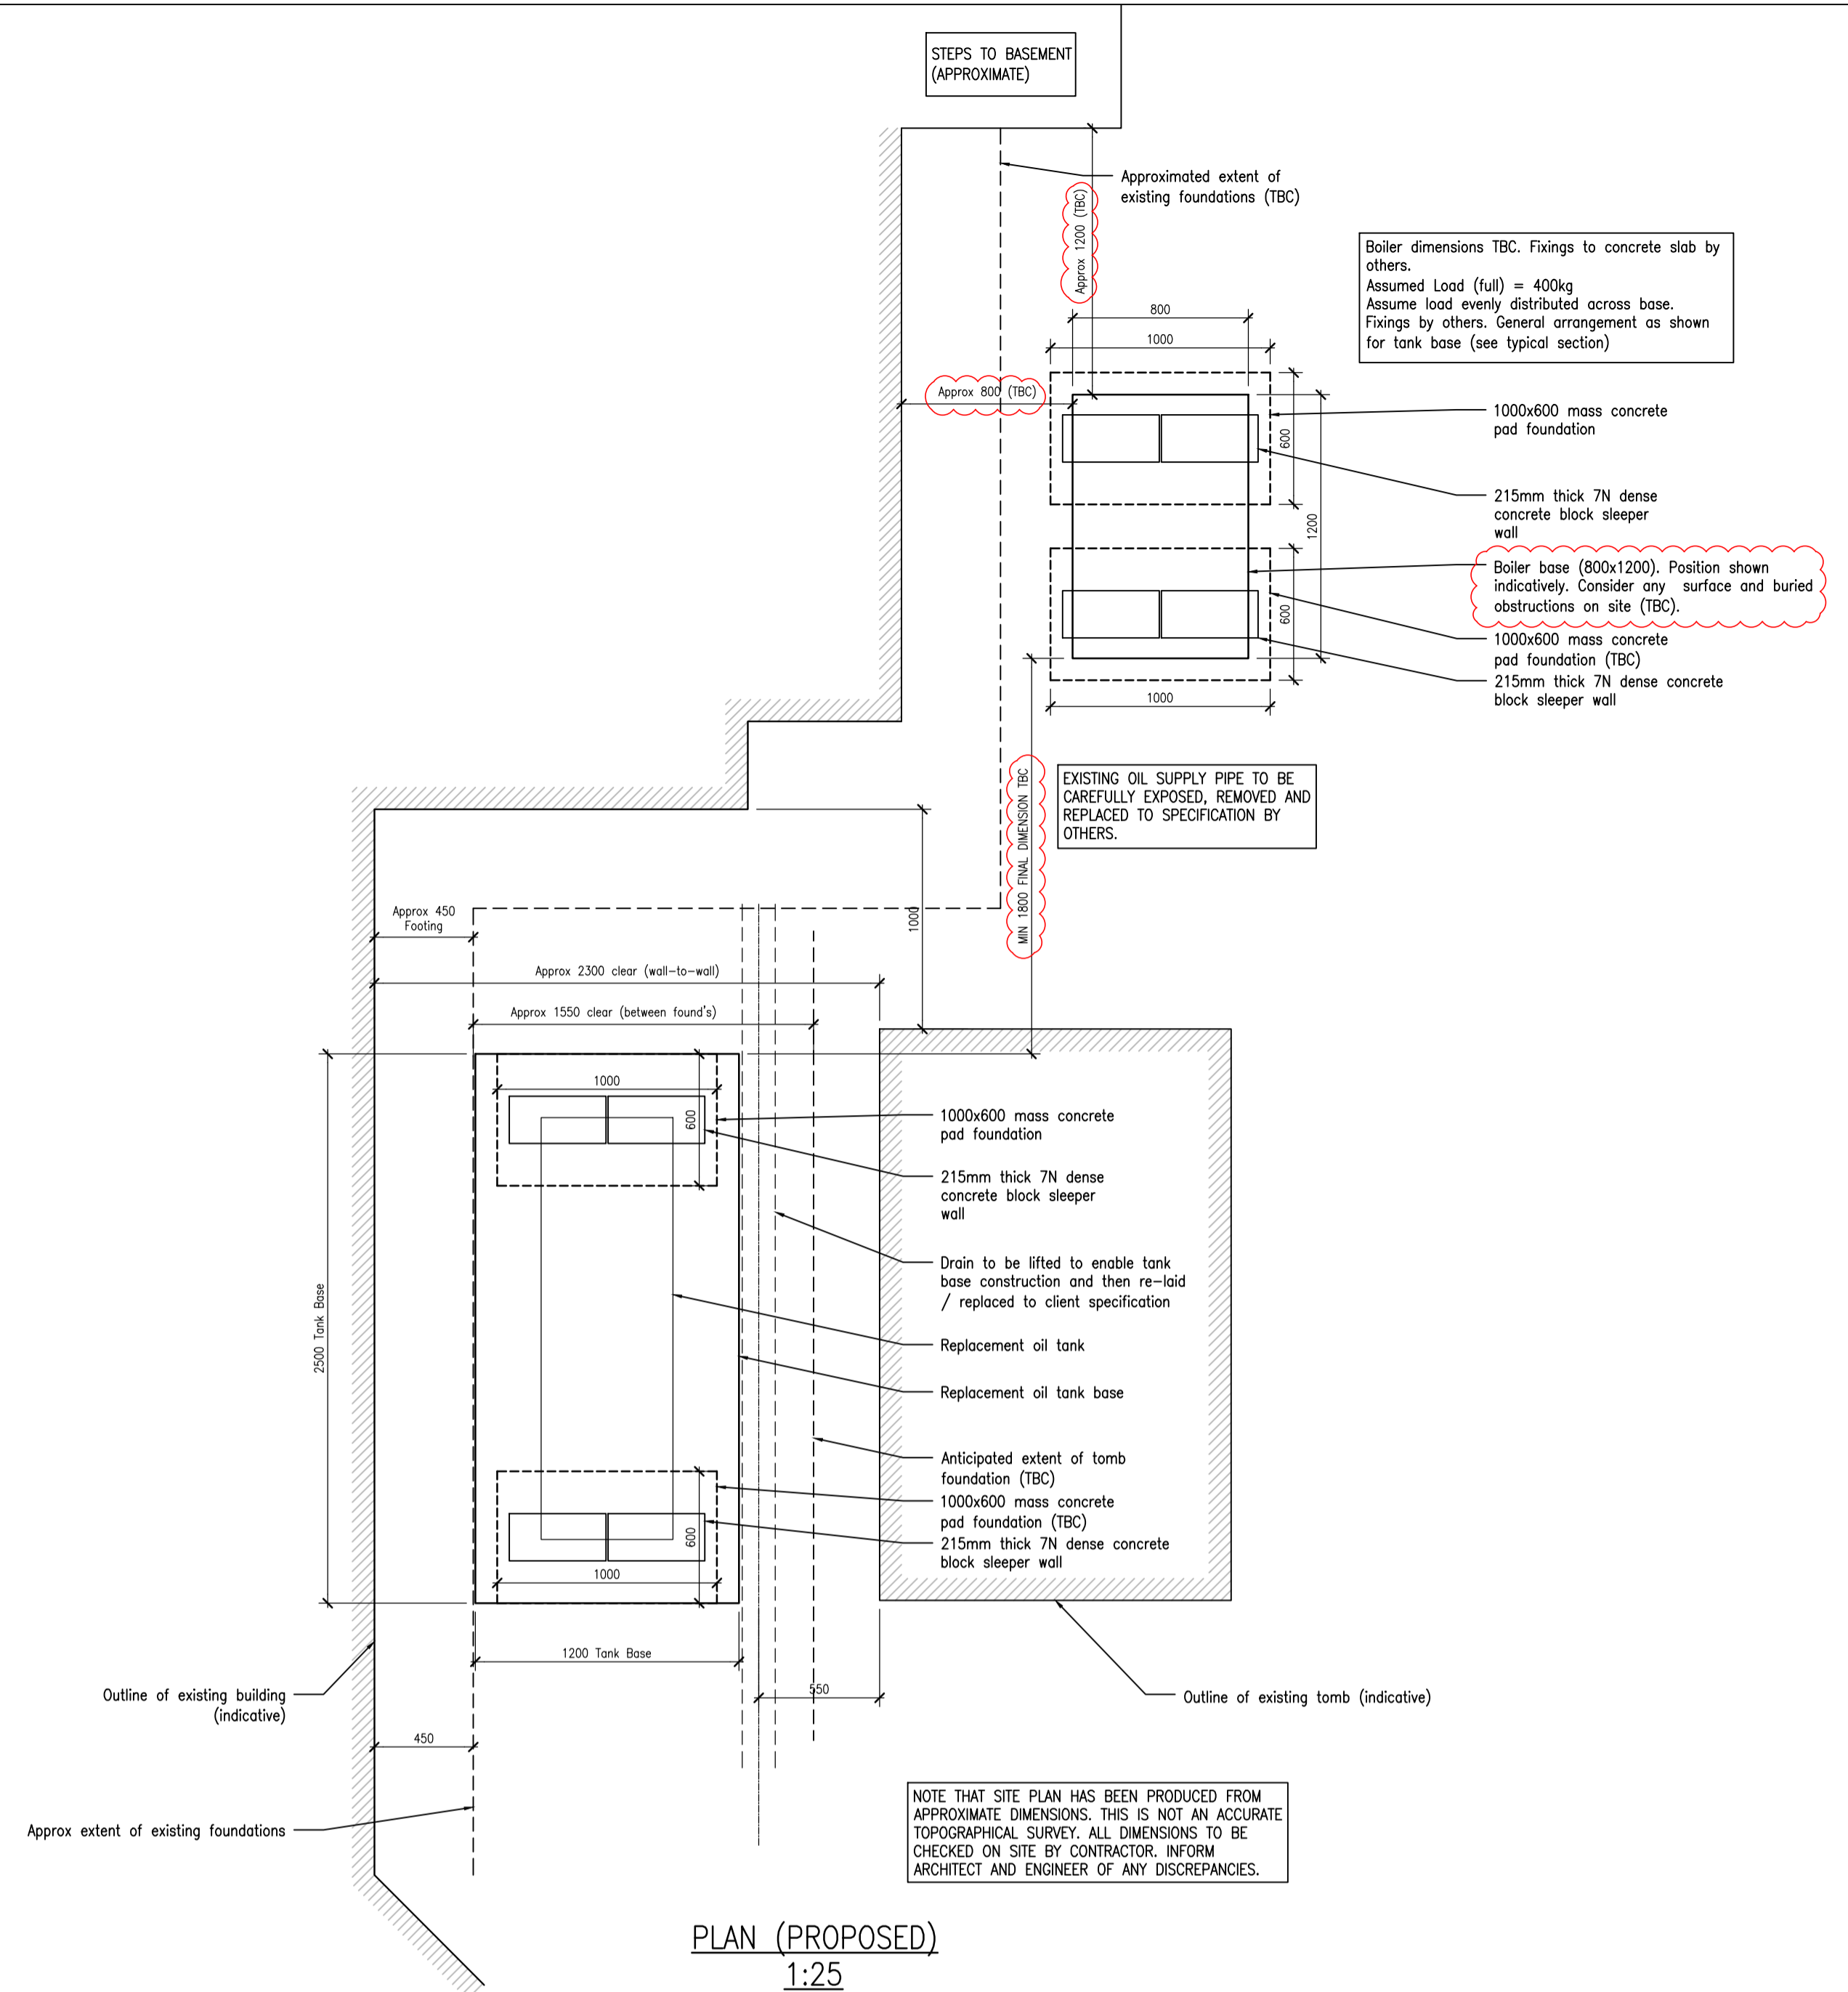 STEPS TO BASEMENT
(APPROXIMATE)
Approximated extent of
existing foundations (TBC)
Approx 1200 (TBC)
Boiler dimensions TBC. Fixings to concrete slab by
others.
Assumed Load (full) = 400kg
Assume load evenly distributed across base.
Fixings by others. General arrangement as shown
for tank base (see typical section)
800
1000
Approx 800 (TBC)
600
1200
600
1000
1000x600 mass concrete
pad foundation
215mm thick 7N dense
concrete block sleeper
wall
Boiler base (800x1200). Position shown
indicatively. Consider any surface and buried
obstructions on site (TBC).
1000x600 mass concrete
pad foundation (TBC)
215mm thick 7N dense concrete
block sleeper wall
MIN 1800 FINAL DIMENSION TBC
EXISTING OIL SUPPLY PIPE TO BE
CAREFULLY EXPOSED, REMOVED AND
REPLACED TO SPECIFICATION BY
OTHERS.
1000
Approx 450
Footing
Approx 2300 clear (wall-to-wall)
Approx 1550 clear (between found's)
1000
600
2500 Tank Base
600
1000
1200 Tank Base
550
450
1000x600 mass concrete
pad foundation
215mm thick 7N dense
concrete block sleeper
wall
Drain to be lifted to enable tank
base construction and then re-laid
/ replaced to client specification
Replacement oil tank
Replacement oil tank base
Anticipated extent of tomb
foundation (TBC)
1000x600 mass concrete
pad foundation (TBC)
215mm thick 7N dense concrete
block sleeper wall
Outline of existing building
(indicative)
Outline of existing tomb (indicative)
Approx extent of existing foundations
NOTE THAT SITE PLAN HAS BEEN PRODUCED FROM
APPROXIMATE DIMENSIONS. THIS IS NOT AN ACCURATE
TOPOGRAPHICAL SURVEY. ALL DIMENSIONS TO BE
CHECKED ON SITE BY CONTRACTOR. INFORM
ARCHITECT AND ENGINEER OF ANY DISCREPANCIES.
PLAN (PROPOSED)
1:25